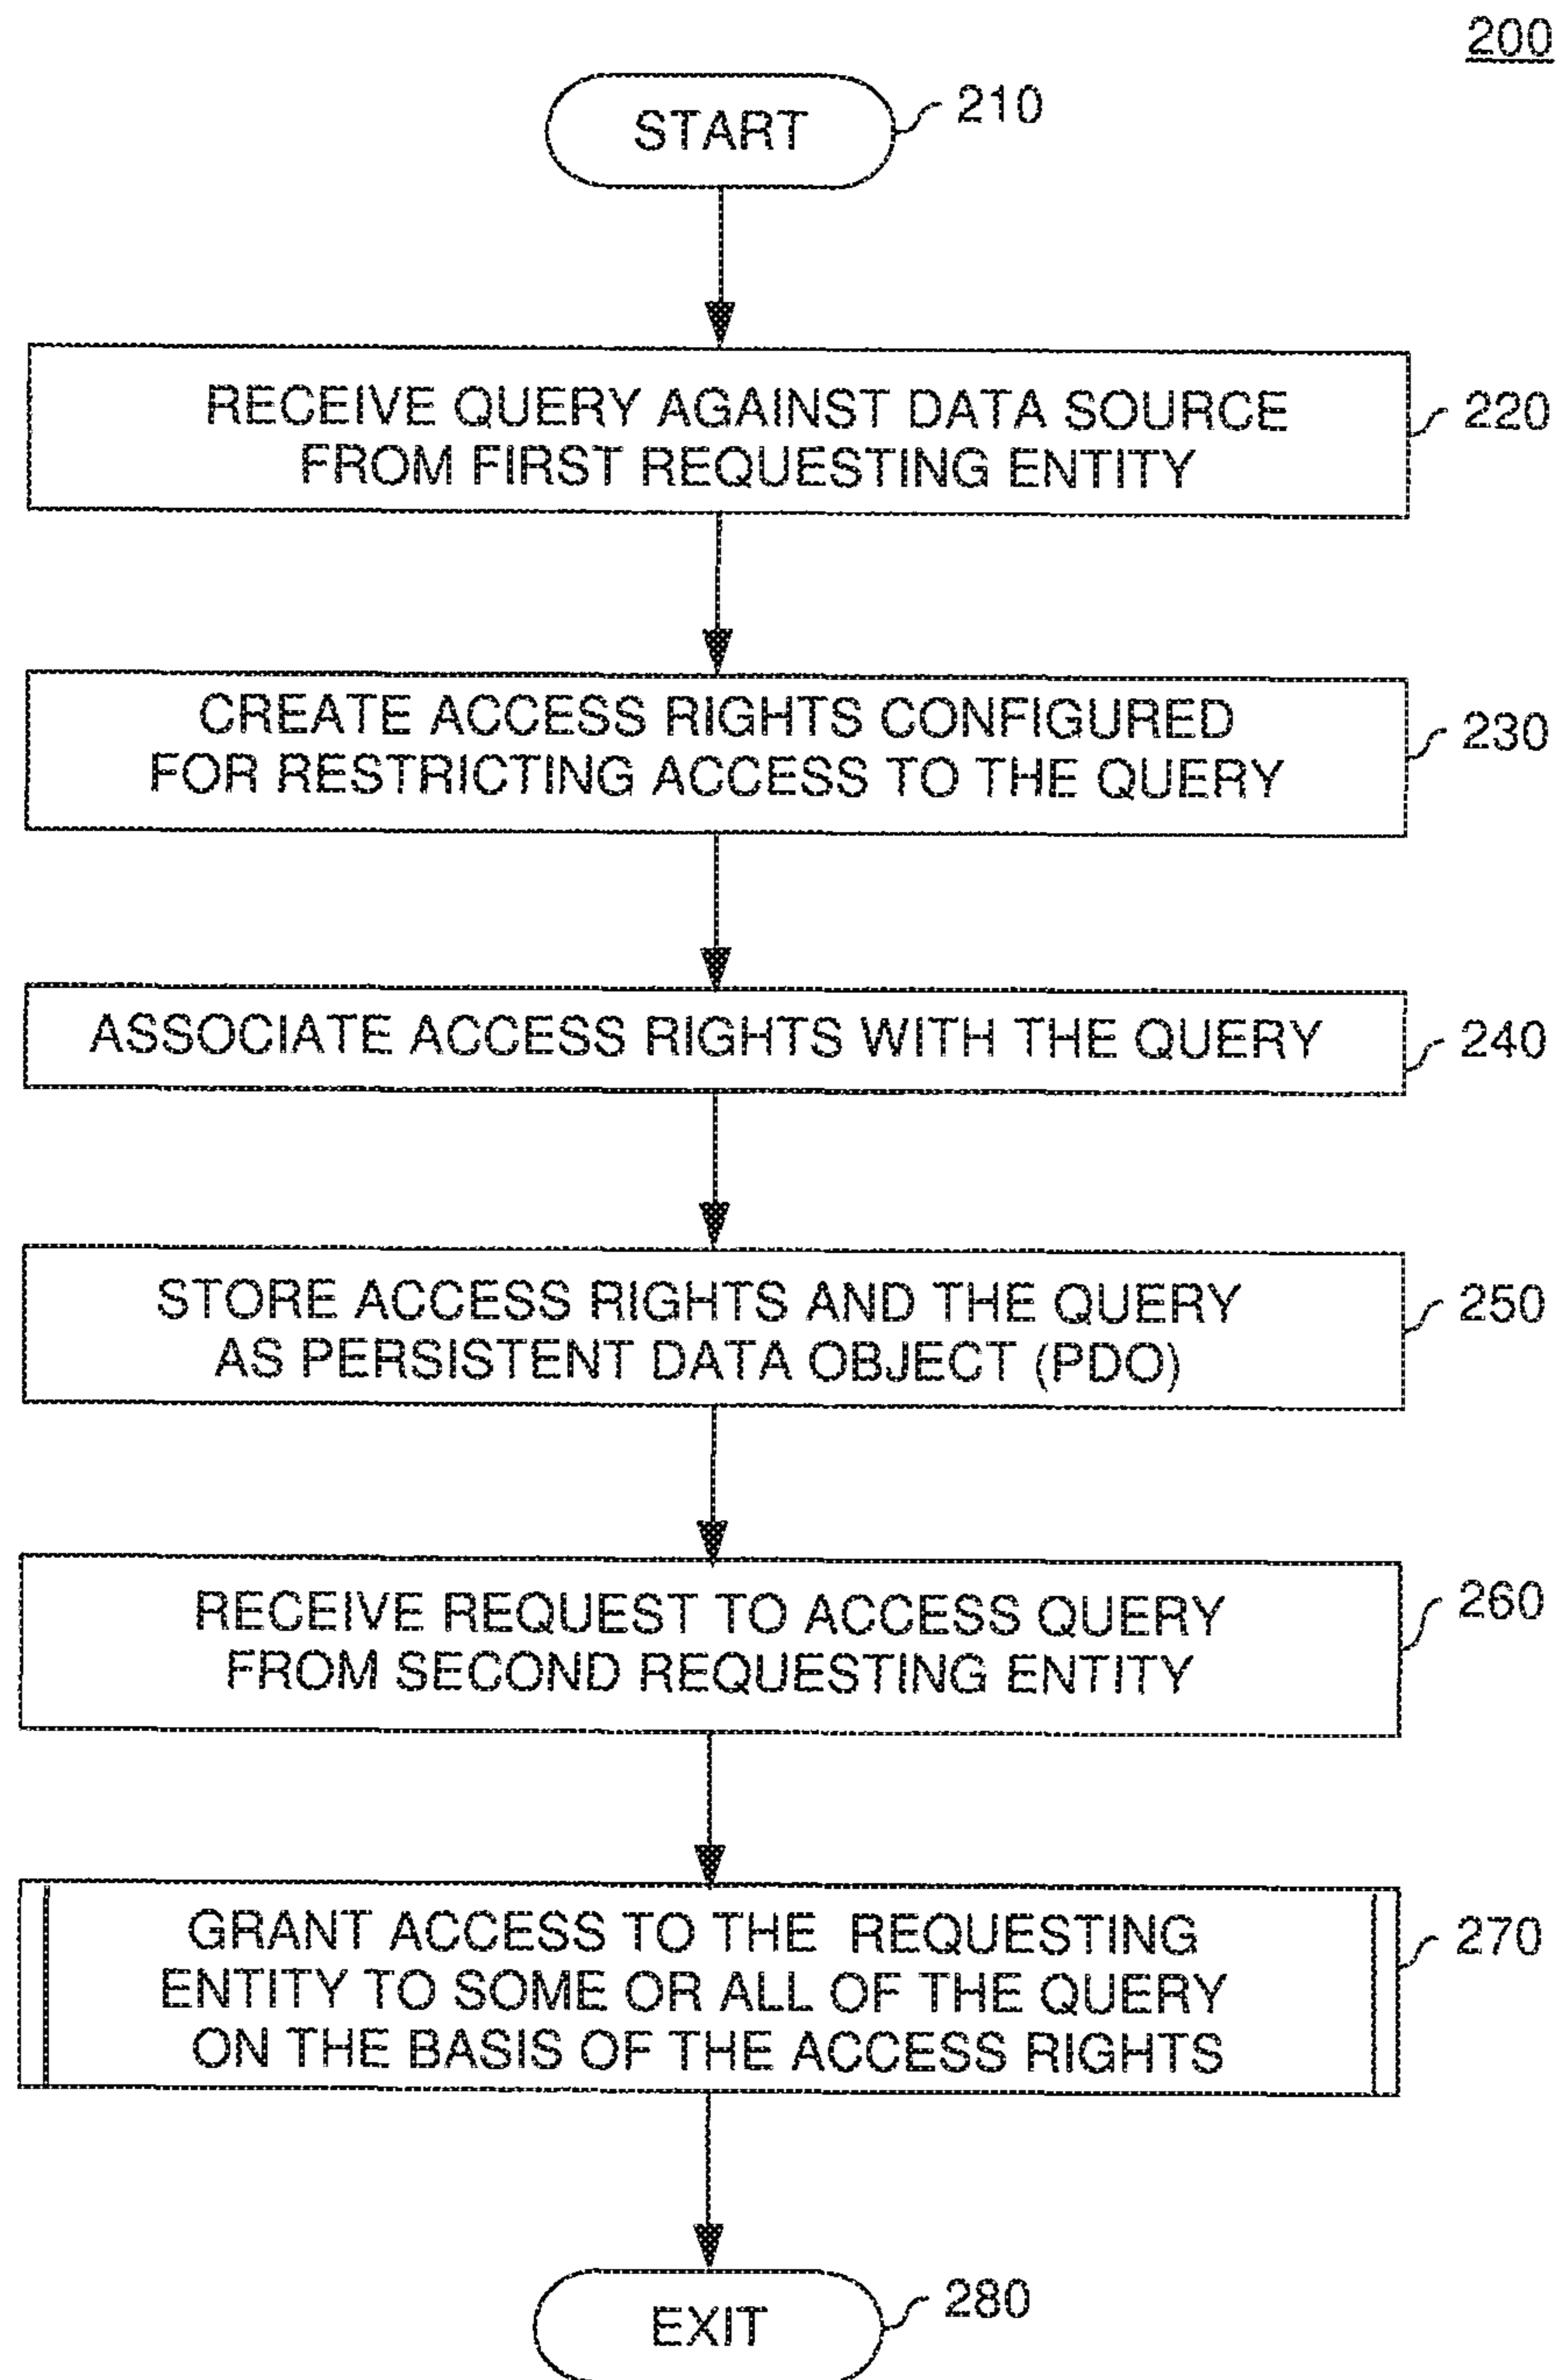 200
START
210
RECEIVE QUERY AGAINST DATA SOURCE
FROM FIRST REQUESTING ENTITY
220
CREATE ACCESS RIGHTS CONFIGURED
FOR RESTRICTING ACCESS TO THE QUERY
230
ASSOCIATE ACCESS RIGHTS WITH THE QUERY
240
STORE ACCESS RIGHTS AND THE QUERY
AS PERSISTENT DATA OBJECT (PDO)
250
RECEIVE REQUEST TO ACCESS QUERY
FROM SECOND REQUESTING ENTITY
260
GRANT ACCESS TO THE REQUESTING
ENTITY TO SOME OR ALL OF THE QUERY
ON THE BASIS OF THE ACCESS RIGHTS
270
EXIT
280